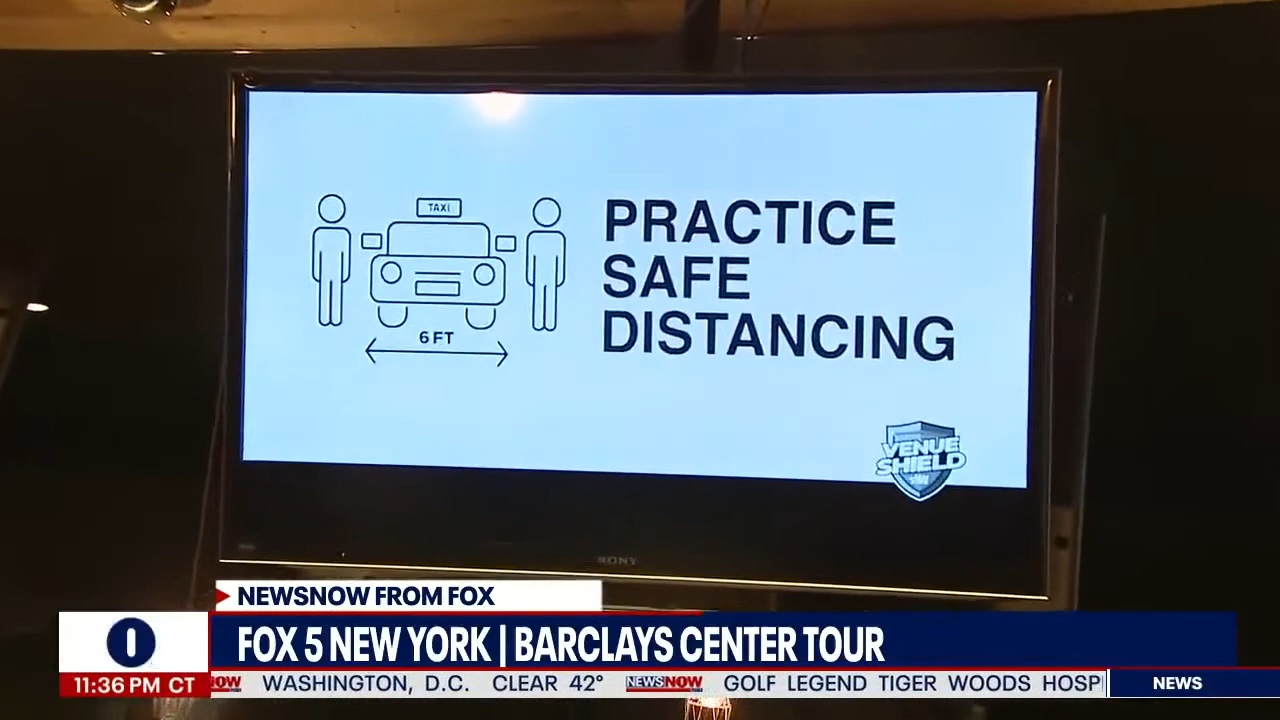 TAXI
6 FT
PRACTICE
SAFE
DISTANCING
VENUE
SHIELD
SONY
NEWSNOW FROM FOX
FOX 5 NEW YORK | BARCLAYS CENTER TOUR
11:36 PM CT
NOW WASHINGTON, D.C. CLEAR 42° NEWSNOW GOLF LEGEND TIGER WOODS HOSP
NEWS